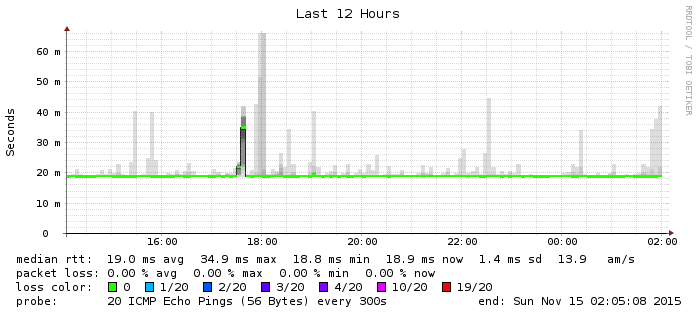 Last 12 Hours
RRDTOOL / TOBI OETIKER
Seconds
60 m
50 m
40 m
30 m
20 m
10 m
0
16:00 18:00 20:00 22:00 00:00 02:00
median rtt: 19.0 ms avg 34.9 ms max 18.8 ms min 18.9 ms now 1.4 ms sd 13.9 am/s
packet loss: 0.00 % avg 0.00 % max 0.00 % min 0.00 % now
loss color: 0 1/20 2/20 3/20 4/20 10/20 19/20
probe: 20 ICMP Echo Pings (56 Bytes) every 300s end: Sun Nov 15 02:05:08 2015